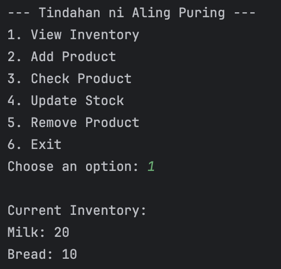 --- Tindahan ni Aling Puring ---
1. View Inventory
2. Add Product
3. Check Product
4. Update Stock
5. Remove Product
6. Exit
Choose an option: 1
Current Inventory:
Milk: 20
Bread: 10